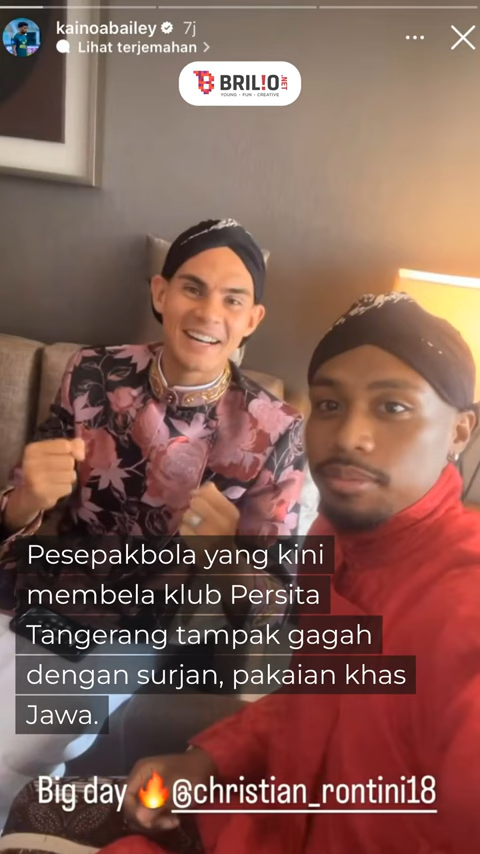 kainoabailey 7j
Lihat terjemahan >
BRIL!O.NET
YOUNG • FUN • CREATIVE
Pesepakbola yang kini
membela klub Persita
Tangerang tampak gagah
dengan surjan, pakaian khas
Jawa.
Big day 🔥@christian_rontini18